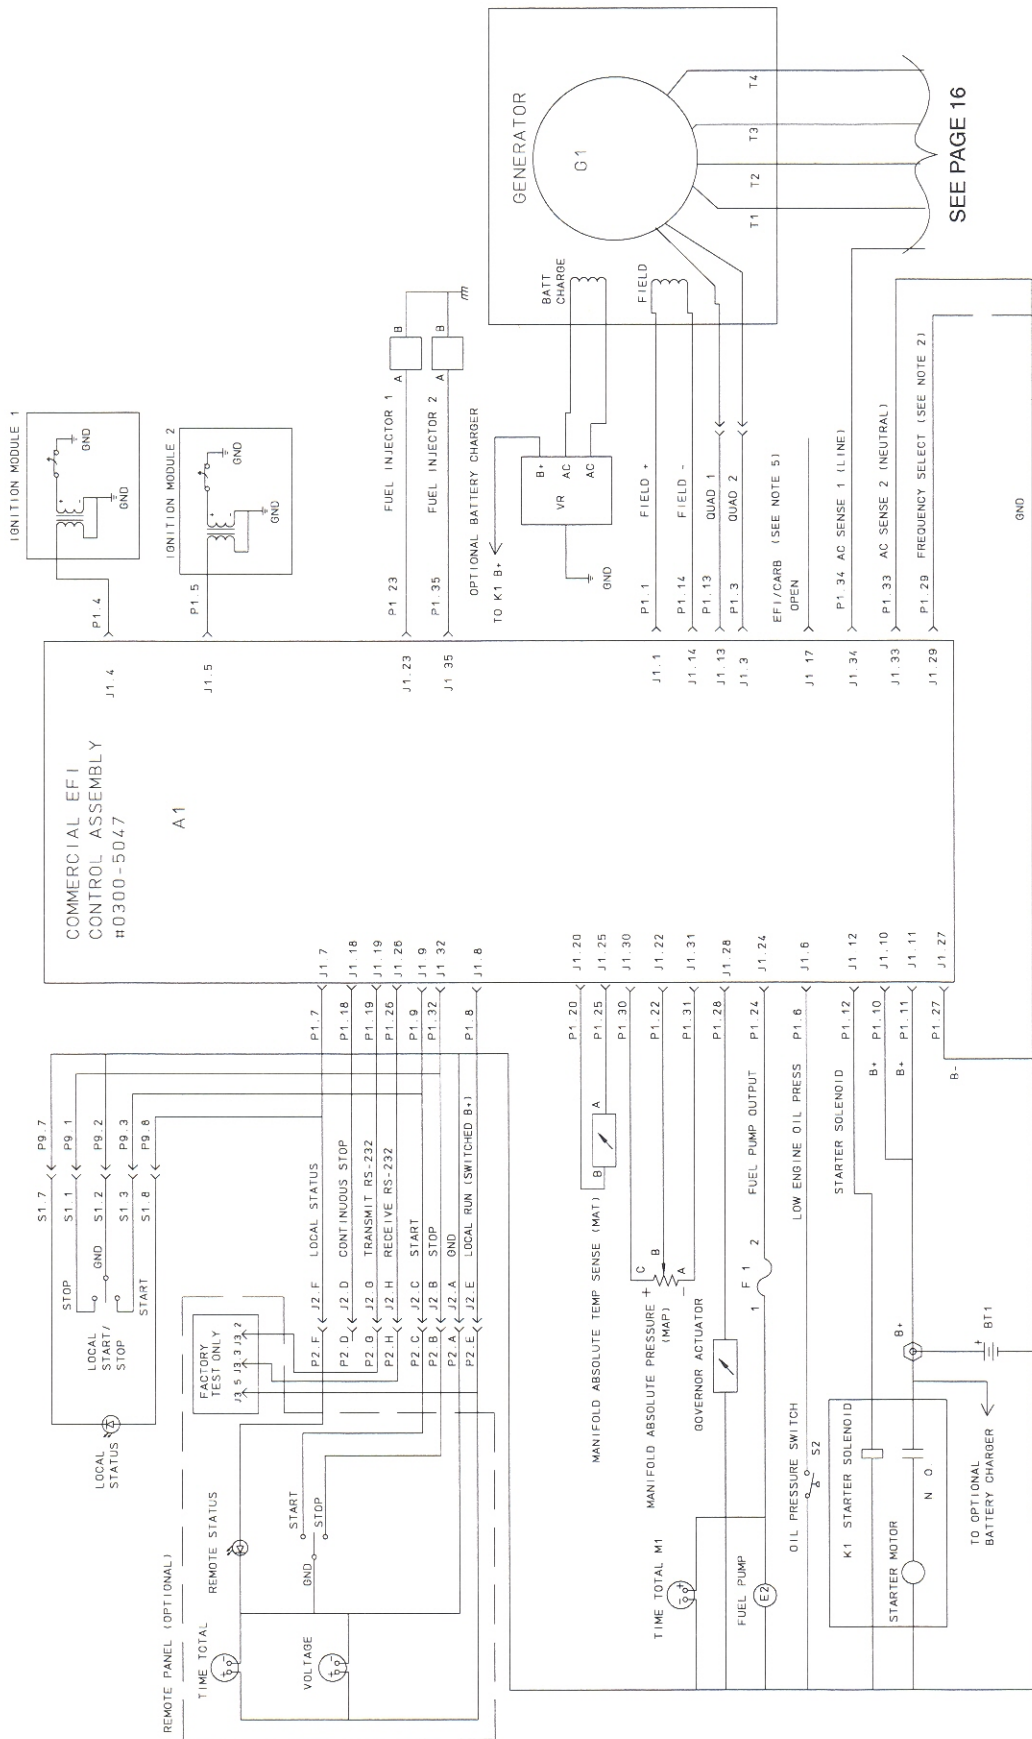 IGNITION MODULE 1
GND
GND
IGNITION MODULE 2
GND
GND
P1.4
P1.5
J1.4
J1.5
COMMERCIAL EFI
CONTROL ASSEMBLY
#0300-5047
A1
FUEL INJECTOR 1
A
B
P1 23
J1.23
FUEL INJECTOR 2
A
B
P1.35
J1 35
OPTIONAL BATTERY CHARGER
TO K1 B+
B+
AC
AC
VR
GND
GENERATOR
G1
BATT
CHARGE
FIELD
T1
T2
T3
T4
SEE PAGE 16
P1.1
FIELD +
J1.1
P1.14
FIELD -
J1.14
P1.13
QUAD 1
J1.13
P1.3
QUAD 2
J1.3
EFI/CARB (SEE NOTE 5)
OPEN
J1 17
P1.34 AC SENSE 1 (LINE)
J1.34
P1.33 AC SENSE 2 (NEUTRAL)
J1.33
P1.29 FREQUENCY SELECT (SEE NOTE 2)
J1.29
GND
S1.7
P9.7
S1 1
P9.1
S1.2
P9.2
S1 3
P9.3
S1.8
P9.8
STOP
GND
START
LOCAL
START/
STOP
LOCAL
STATUS
P2.F
J2.F
LOCAL STATUS
P1.7
J1 7
P2.D
J2.D
CONTINUOUS STOP
P1.18
J1 18
P2.G
J2 G
TRANSMIT RS-232
P1 19
J1.19
P2 H
J2 H
RECEIVE RS-232
P1 26
J1.26
P2.C
J2.C
START
P1.9
J1 9
P2 B
J2 B
STOP
P1.32
J1 32
P2.A
J2.A
GND
P2.E
J2.E
LOCAL RUN (SWITCHED B+)
P1.8
J1.8
FACTORY
TEST ONLY
J3 5
J3.3
J3 2
REMOTE PANEL (OPTIONAL)
REMOTE STATUS
TIME TOTAL
VOLTAGE
START
STOP
GND
P1 20
J1.20
P1 25
J1.25
MANIFOLD ABSOLUTE TEMP SENSE (MAT)
B
A
P1 30
J1.30
P1.22
J1.22
P1.31
J1.31
MANIFOLD ABSOLUTE PRESSURE
(MAP)
C
B
A
GOVERNOR ACTUATOR
P1.28
J1.28
TIME TOTAL M1
FUEL PUMP
E2
1
F 1
2
FUEL PUMP OUTPUT
P1.24
J1.24
OIL PRESSURE SWITCH
S2
LOW ENGINE OIL PRESS
P1.6
J1.6
K1 STARTER SOLENOID
STARTER MOTOR
N O
STARTER SOLENOID
P1.12
J1 12
B+
P1.10
J1.10
B+
P1.11
J1.11
B-
P1.27
J1.27
B+
BT1
TO OPTIONAL
BATTERY CHARGER